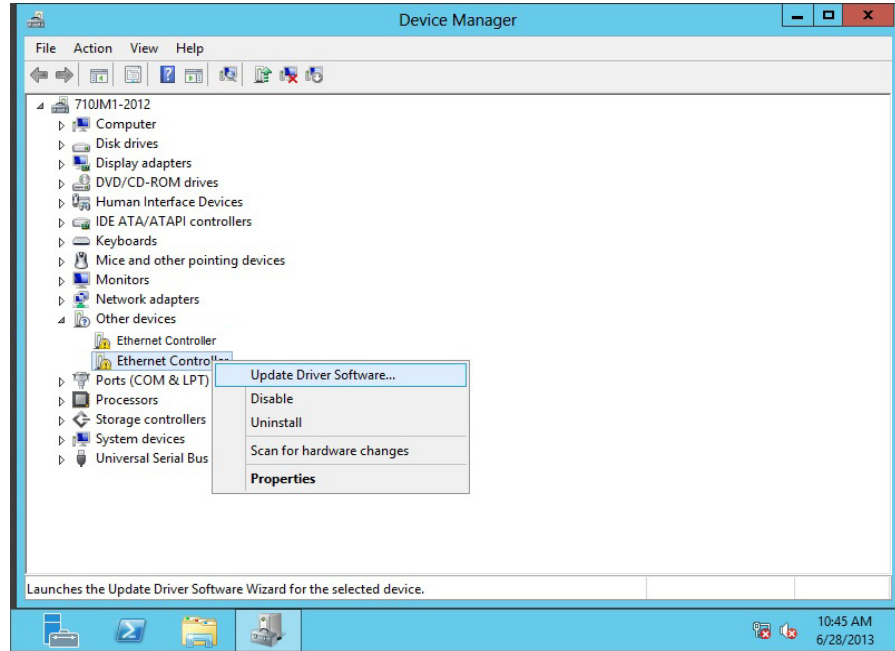 Device Manager
File Action View Help
710JM1-2012
Computer
Disk drives
Display adapters
DVD/CD-ROM drives
Human Interface Devices
IDE ATA/ATAPI controllers
Keyboards
Mice and other pointing devices
Monitors
Network adapters
Other devices
Ethernet Controller
Ethernet Controller
Ports (COM & LPT)
Processors
Storage controllers
System devices
Universal Serial Bus
Update Driver Software...
Disable
Uninstall
Scan for hardware changes
Properties
Launches the Update Driver Software Wizard for the selected device.
10:45 AM
6/28/2013